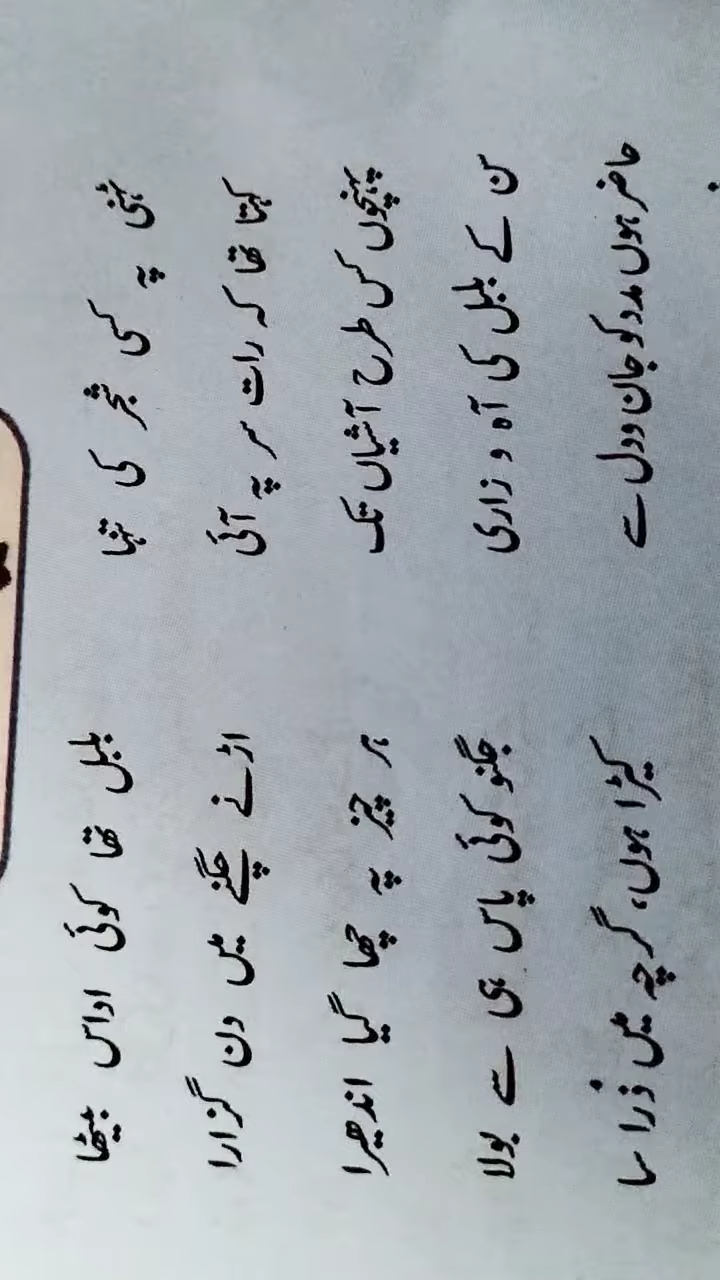 ٹہنی پہ کسی شجر کی تنہا    بلبل تھا کوئی اداس بیٹھا
کہتا تھا کہ رات سر پہ آئی    اڑنے چگنے میں دن گزارا
پہنچوں کس طرح آشیاں تک    ہر چیز پہ چھا گیا اندھیرا
سن کے بلبل کی آہ و زاری    جگنو کوئی پاس ہی سے بولا
حاضر ہوں مدد کو جان و دل سے    کیڑا ہوں، گرچہ میں ذرا سا